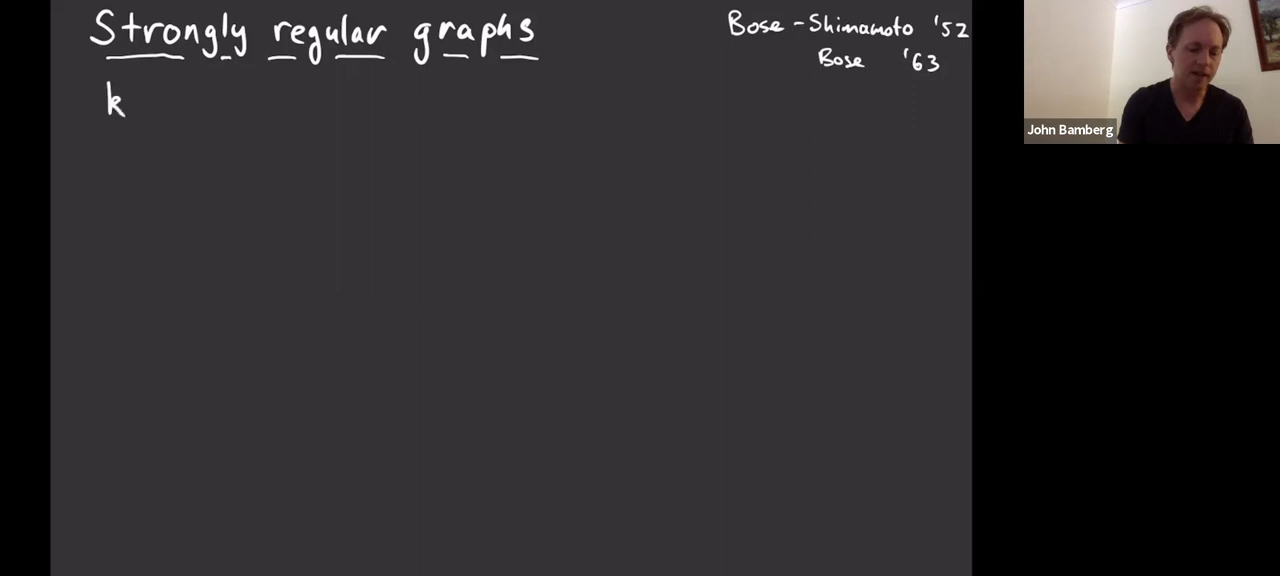 Strongly regular graphs
Bose - Shimamoto '52
Bose '63
k
John Bamberg